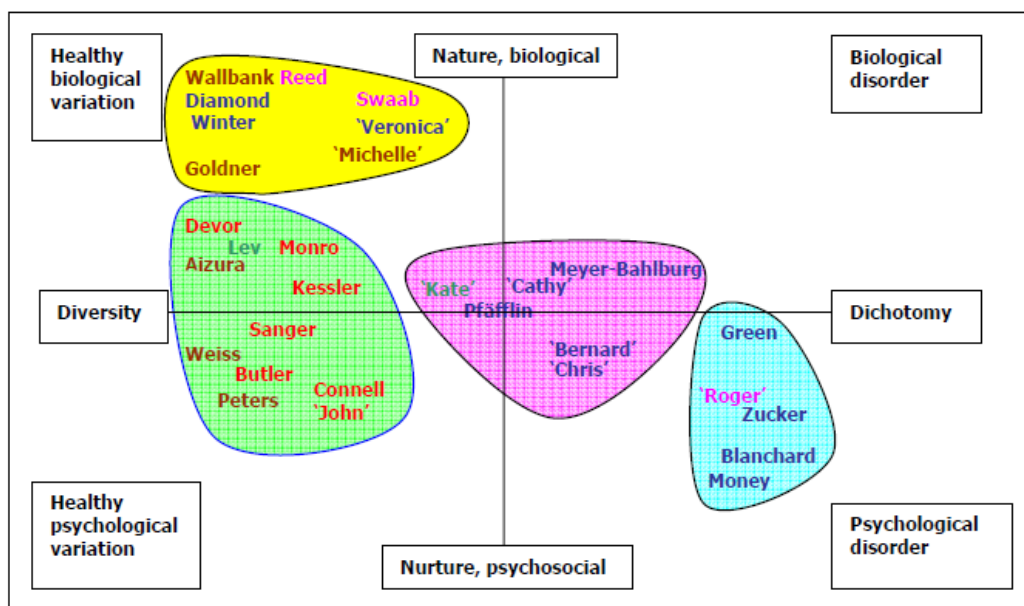 Healthy
biological
variation
Nature, biological
Biological
disorder
Wallbank Reed
Diamond
Swaab
Winter
‘Veronica’
‘Michelle’
Goldner
Devor
Lev
Monro
Aizura
Kessler
Meyer-Bahlburg
‘Cathy’
‘Kate’
Pfäfflin
Diversity
Dichotomy
Sanger
Green
Weiss
Butler
Peters
Connell
‘John’
‘Bernard’
‘Chris’
‘Roger’
Zucker
Blanchard
Money
Healthy
psychological
variation
Nurture, psychosocial
Psychological
disorder